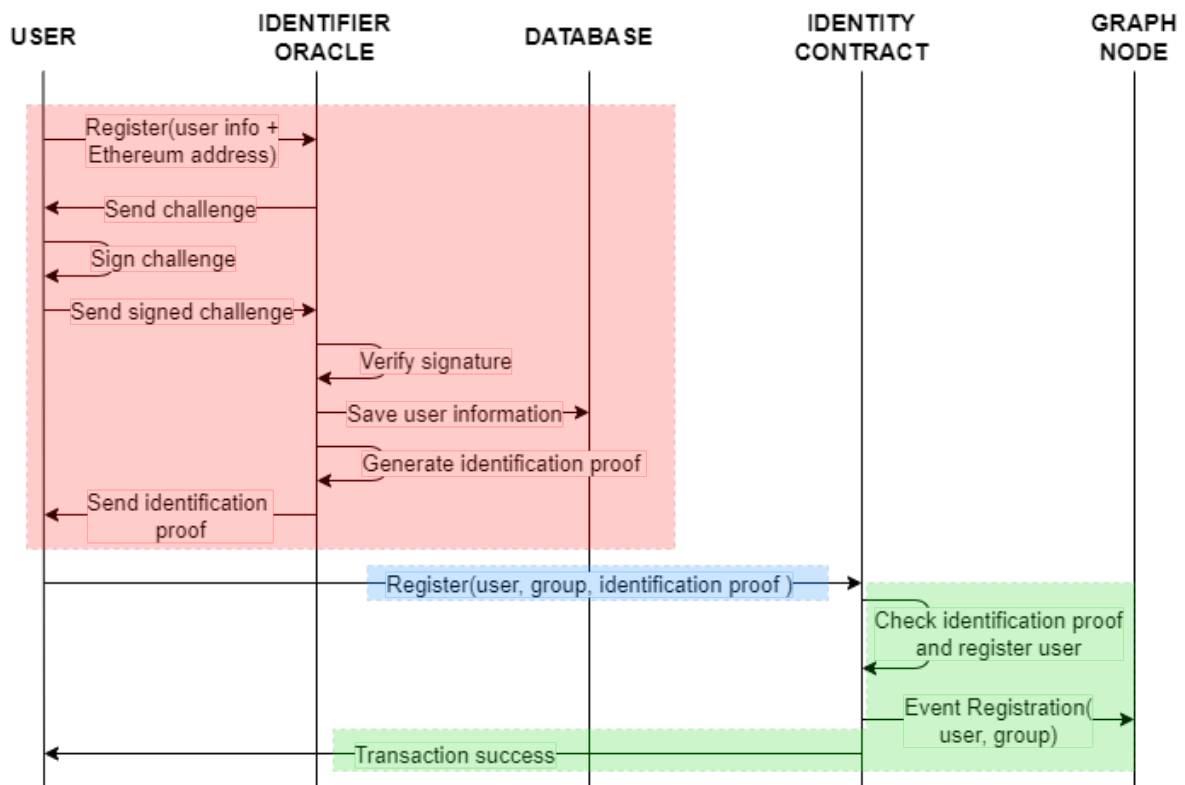 USER
IDENTIFIER
ORACLE
DATABASE
IDENTITY
CONTRACT
GRAPH
NODE
Register(user info +
Ethereum address)
Send challenge
Sign challenge
Send signed challenge
Verify signature
Save user information
Generate identification proof
Send identification
proof
Register(user, group, identification proof )
Check identification proof
and register user
Event Registration(
user, group)
Transaction success